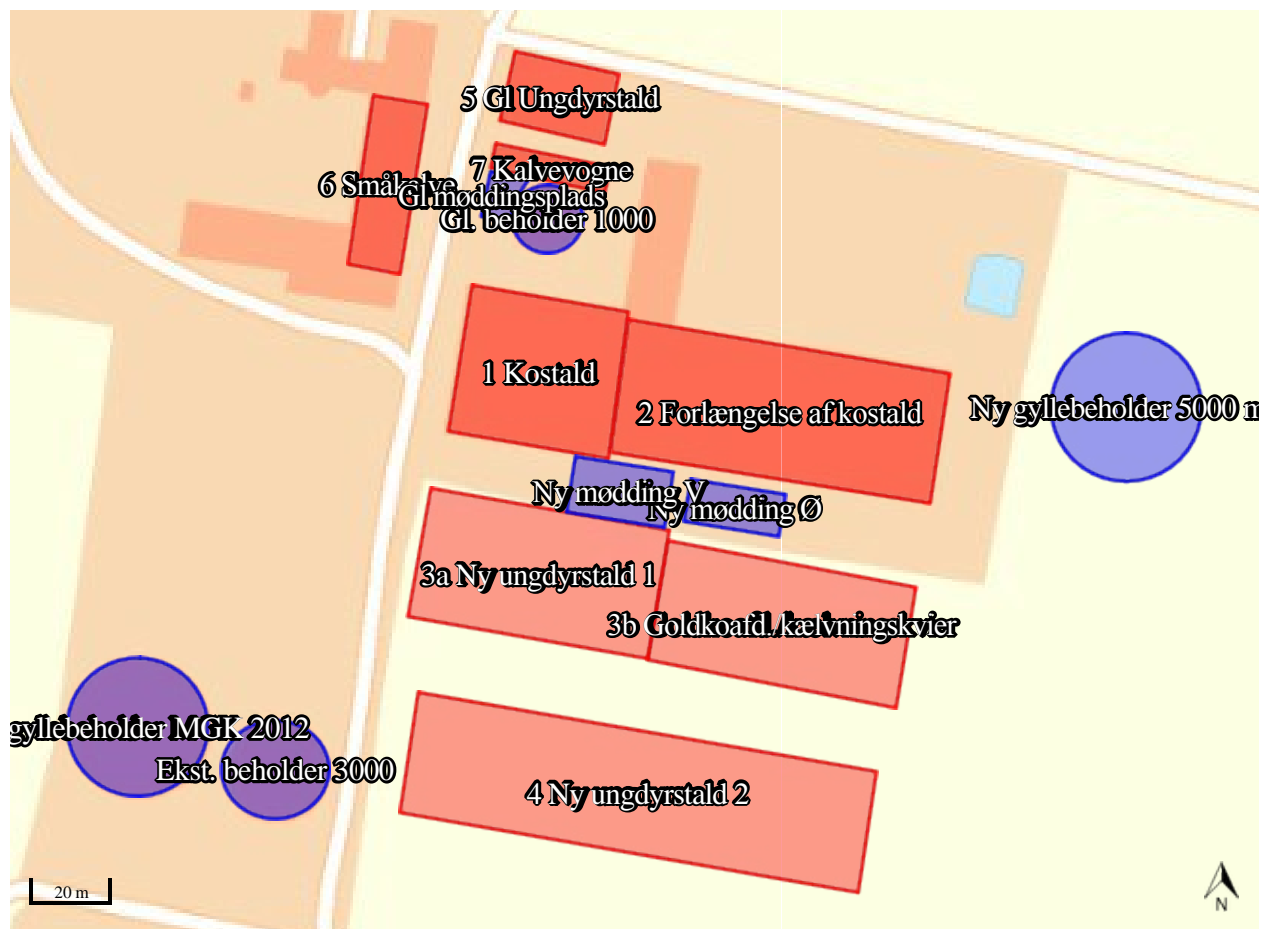 5 Gl Ungdyrstald
7 Kalvevogne
6 Småkalve
Gl møddingsplads
Gl. beholder 1000
1 Kostald
2 Forlængelse af kostald
Ny gyllebeholder 5000 m
Ny mødding V
Ny mødding Ø
3a Ny ungdyrstald 1
3b Goldkoafd./kælvningskvier
gyllebeholder MGK 2012
Ekst. beholder 3000
4 Ny ungdyrstald 2
20 m
N